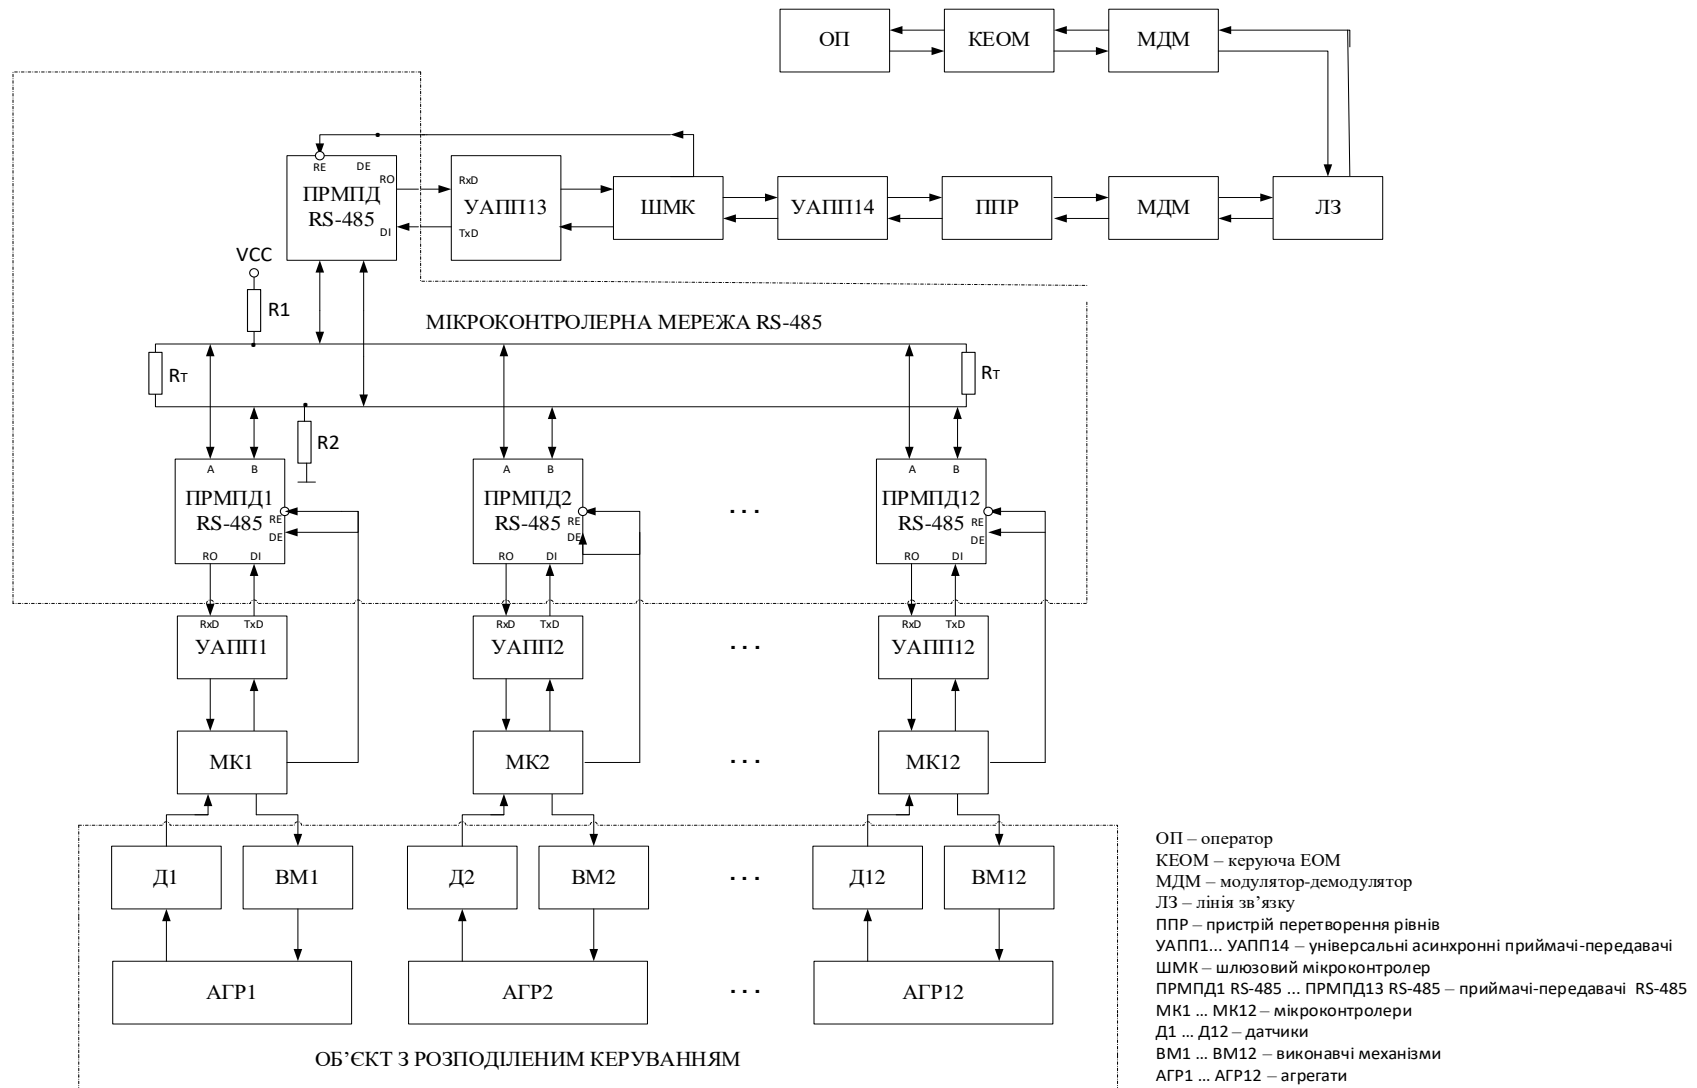 ОП
КЕОМ
МДМ
RE
DE
RO
ПРМПД
RS-485
DI
RxD
УАПП13
TxD
ШМК
УАПП14
ППР
МДМ
ЛЗ
VCC
R1
МІКРОКОНТРОЛЕРНА МЕРЕЖА RS-485
RT
RT
R2
A B
ПРМПД1
RS-485
RE
DE
RO DI
A B
ПРМПД2
RS-485
RE
DE
RO DI
. . .
A B
ПРМПД12
RS-485
RE
DE
RO DI
RxD TxD
УАПП1
RxD TxD
УАПП2
. . .
RxD TxD
УАПП12
МК1
МК2
. . .
МК12
Д1
ВМ1
Д2
ВМ2
. . .
Д12
ВМ12
АГР1
АГР2
. . .
АГР12
ОБ’ЄКТ З РОЗПОДІЛЕНИМ КЕРУВАННЯМ
ОП – оператор
КЕОМ – керуюча ЕОМ
МДМ – модулятор-демодулятор
ЛЗ – лінія зв’язку
ППР – пристрій перетворення рівнів
УАПП1... УАПП14 – універсальні асинхронні приймачі-передавачі
ШМК – шлюзовий мікроконтролер
ПРМПД1 RS-485 ... ПРМПД13 RS-485 – приймачі-передавачі RS-485
МК1 ... МК12 – мікроконтролери
Д1 ... Д12 – датчики
ВМ1 ... ВМ12 – виконавчі механізми
АГР1 ... АГР12 – агрегати